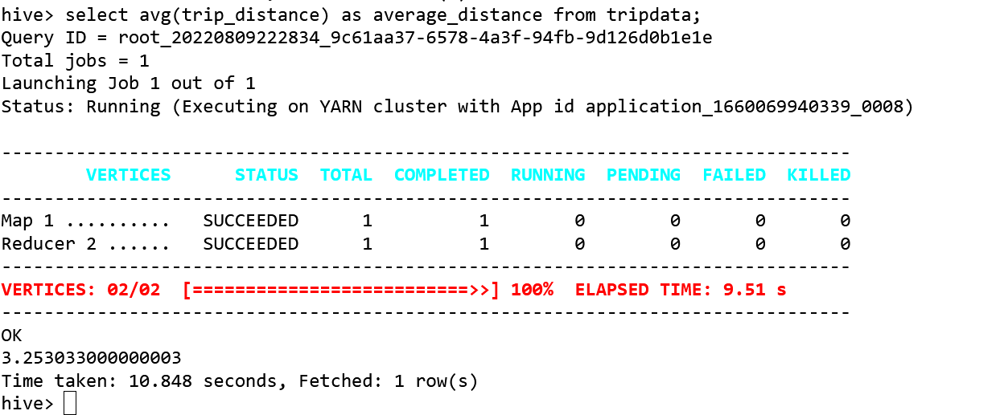 hive> select avg(trip_distance) as average_distance from tripdata;
Query ID = root_20220809222834_9c61aa37-6578-4a3f-94fb-9d126d0b1e1e
Total jobs = 1
Launching Job 1 out of 1
Status: Running (Executing on YARN cluster with App id application_1660069940339_0008)
--------------------------------------------------------------------------------
        VERTICES      STATUS  TOTAL  COMPLETED  RUNNING  PENDING  FAILED  KILLED
--------------------------------------------------------------------------------
Map 1 ..........   SUCCEEDED      1          1        0        0       0       0
Reducer 2 ......   SUCCEEDED      1          1        0        0       0       0
--------------------------------------------------------------------------------
VERTICES: 02/02  [==========================>>] 100%  ELAPSED TIME: 9.51 s
--------------------------------------------------------------------------------
OK
3.253033000000003
Time taken: 10.848 seconds, Fetched: 1 row(s)
hive>